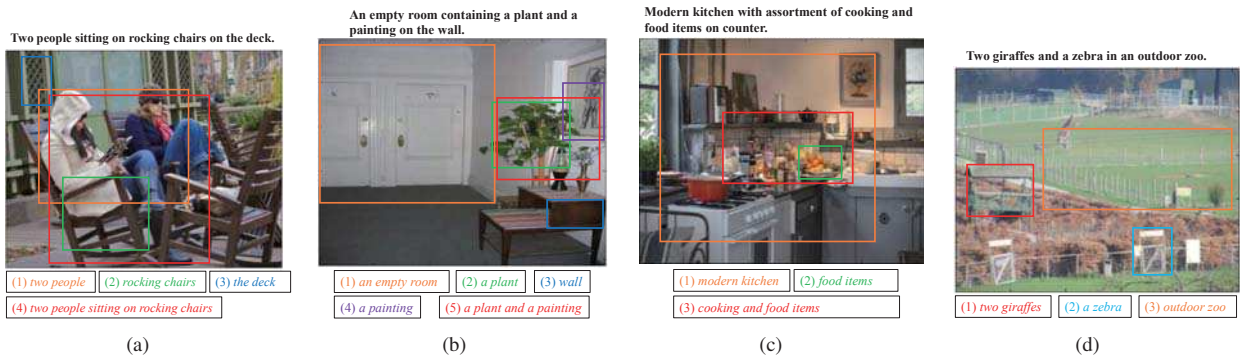 Two people sitting on rocking chairs on the deck.
(1) two people
(2) rocking chairs
(3) the deck
(4) two people sitting on rocking chairs
(a)
An empty room containing a plant and a
painting on the wall.
(1) an empty room
(2) a plant
(3) wall
(4) a painting
(5) a plant and a painting
(b)
Modern kitchen with assortment of cooking and
food items on counter.
(1) modern kitchen
(2) food items
(3) cooking and food items
(c)
Two giraffes and a zebra in an outdoor zoo.
(1) two giraffes
(2) a zebra
(3) outdoor zoo
(d)